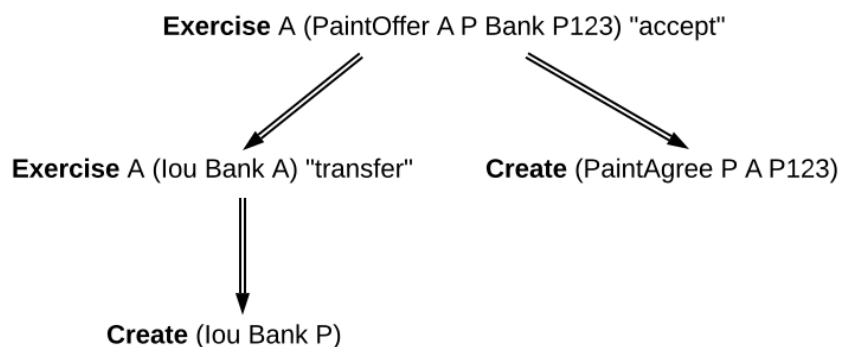 Exercise A (PaintOffer A P Bank P123) "accept"
Exercise A (Iou Bank A) "transfer"
Create (PaintAgree P A P123)
Create (Iou Bank P)